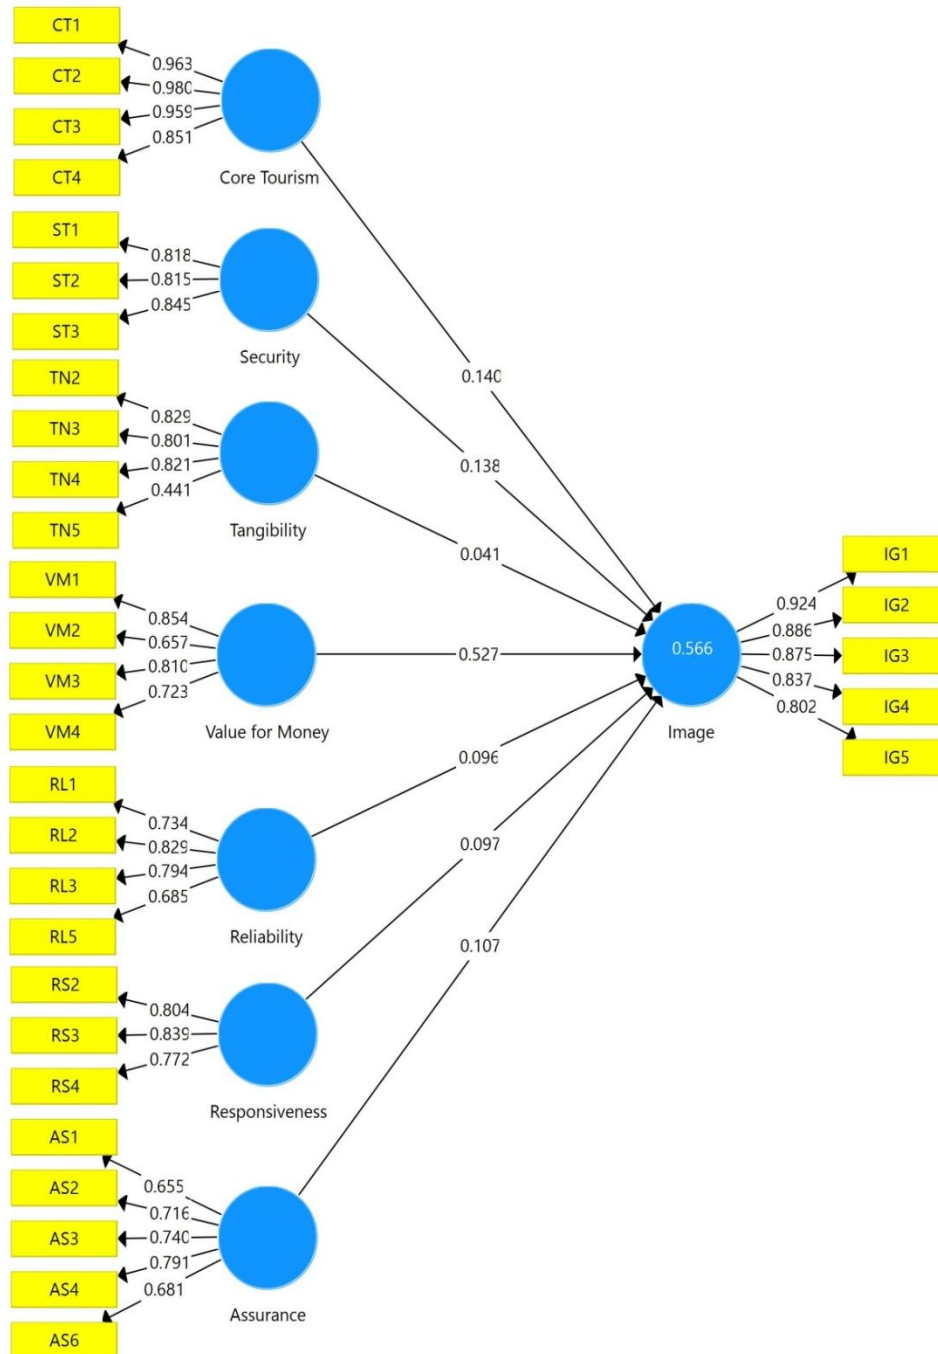 CT1
CT2
CT3
CT4
0.963
0.980
0.959
0.851
Core Tourism
ST1
ST2
ST3
0.818
0.815
0.845
Security
TN2
TN3
TN4
TN5
0.829
0.801
0.821
0.441
Tangibility
VM1
VM2
VM3
VM4
0.854
0.657
0.810
0.723
Value for Money
RL1
RL2
RL3
RL5
0.734
0.829
0.794
0.685
Reliability
RS2
RS3
RS4
0.804
0.839
0.772
Responsiveness
AS1
AS2
AS3
AS4
AS6
0.655
0.716
0.740
0.791
0.681
Assurance
0.140
0.138
0.041
0.527
0.096
0.097
0.107
0.566
Image
0.924
0.886
0.875
0.837
0.802
IG1
IG2
IG3
IG4
IG5